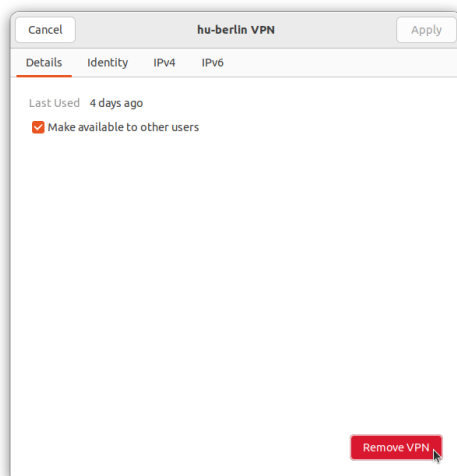 Cancel hu-berlin VPN Apply
Details Identity IPv4 IPv6
Last Used 4 days ago
Make available to other users
Remove VPN